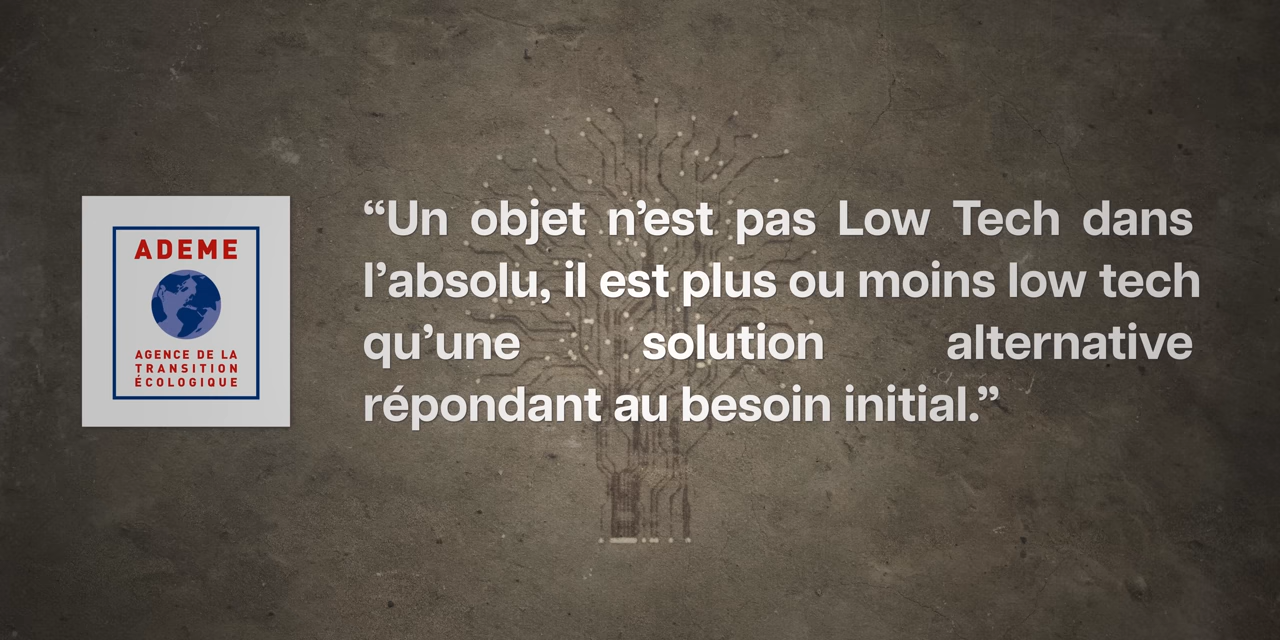 ADEME
AGENCE DE LA
TRANSITION
ÉCOLOGIQUE
“Un objet n’est pas Low Tech dans
l’absolu, il est plus ou moins low tech
qu’une solution alternative
répondant au besoin initial.”